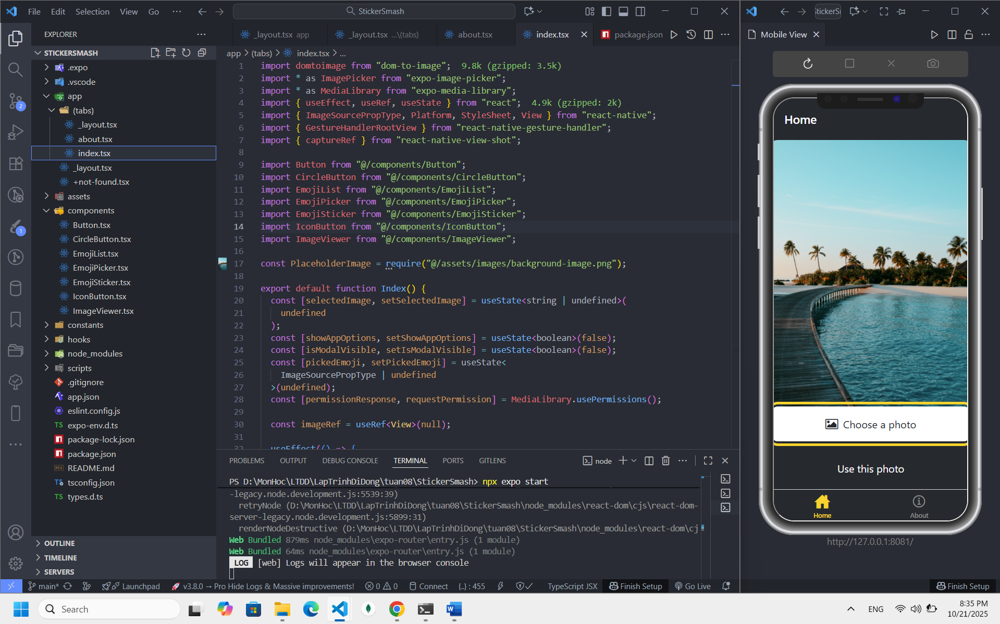 File Edit Selection View Go ··· StickerSmash
EXPLORER
STICKERSMASH
.expo
.vscode
app
(tabs)
_layout.tsx
about.tsx
index.tsx
_layout.tsx
+not-found.tsx
assets
components
Button.tsx
CircleButton.tsx
EmojiList.tsx
EmojiPicker.tsx
EmojiSticker.tsx
IconButton.tsx
ImageViewer.tsx
constants
hooks
node_modules
scripts
.gitignore
app.json
eslint.config.js
TS expo-env.d.ts
package-lock.json
package.json
README.md
tsconfig.json
TS types.d.ts
OUTLINE
TIMELINE
SERVERS
2
1
_layout.tsx app _layout.tsx ...\(tabs) about.tsx index.tsx package.json
app > (tabs) > index.tsx > ...
1 import domtoimage from "dom-to-image"; 9.8k (gzipped: 3.5k)
2 import * as ImagePicker from "expo-image-picker";
3 import * as MediaLibrary from "expo-media-library";
4 import { useEffect, useRef, useState } from "react"; 4.9k (gzipped: 2k)
5 import { ImageSourcePropType, Platform, StyleSheet, View } from "react-native";
6 import { GestureHandlerRootView } from "react-native-gesture-handler";
7 import { captureRef } from "react-native-view-shot";
8
9 import Button from "@/components/Button";
10 import CircleButton from "@/components/CircleButton";
11 import EmojiList from "@/components/EmojiList";
12 import EmojiPicker from "@/components/EmojiPicker";
13 import EmojiSticker from "@/components/EmojiSticker";
14 import IconButton from "@/components/IconButton";
15 import ImageViewer from "@/components/ImageViewer";
16
17 const PlaceholderImage = require("@/assets/images/background-image.png");
18
19 export default function Index() {
20 const [selectedImage, setSelectedImage] = useState<string | undefined>(
21 undefined
22 );
23 const [showAppOptions, setShowAppOptions] = useState<boolean>(false);
24 const [isModalVisible, setIsModalVisible] = useState<boolean>(false);
25 const [pickedEmoji, setPickedEmoji] = useState<
26 ImageSourcePropType | undefined
27 >(undefined);
28 const [permissionResponse, requestPermission] = MediaLibrary.usePermissions();
29
30 const imageRef = useRef<View>(null);
31
32 useEffect(() => {
PROBLEMS OUTPUT DEBUG CONSOLE TERMINAL PORTS GITLENS node
PS D:\MonHoc\LTDD\LapTrinhDiDong\tuan08\StickerSmash> npx expo start
-legacy.node.development.js:5539:39)
retryNode (D:\MonHoc\LTDD\LapTrinhDiDong\tuan08\StickerSmash\node_modules\react-dom\cjs\react-dom-
server-legacy.node.development.js:5899:31)
renderNodeDestructive (D:\MonHoc\LTDD\LapTrinhDiDong\tuan08\StickerSmash\node_modules\react-dom\cj
Web Bundled 879ms node_modules\expo-router\entry.js (1 module)
Web Bundled 64ms node_modules\expo-router\entry.js (1 module)
LOG [web] Logs will appear in the browser console
Mobile View
Home
Choose a photo
Use this photo
Home About
http://127.0.0.1:8081/
main* Launchpad v3.8.0 → Pro Hide Logs & Massive improvements! 0 0 Connect {..} : 455 TypeScript JSX Finish Setup Go Live
Finish Setup
Search
ENG
8:35 PM
10/21/2025